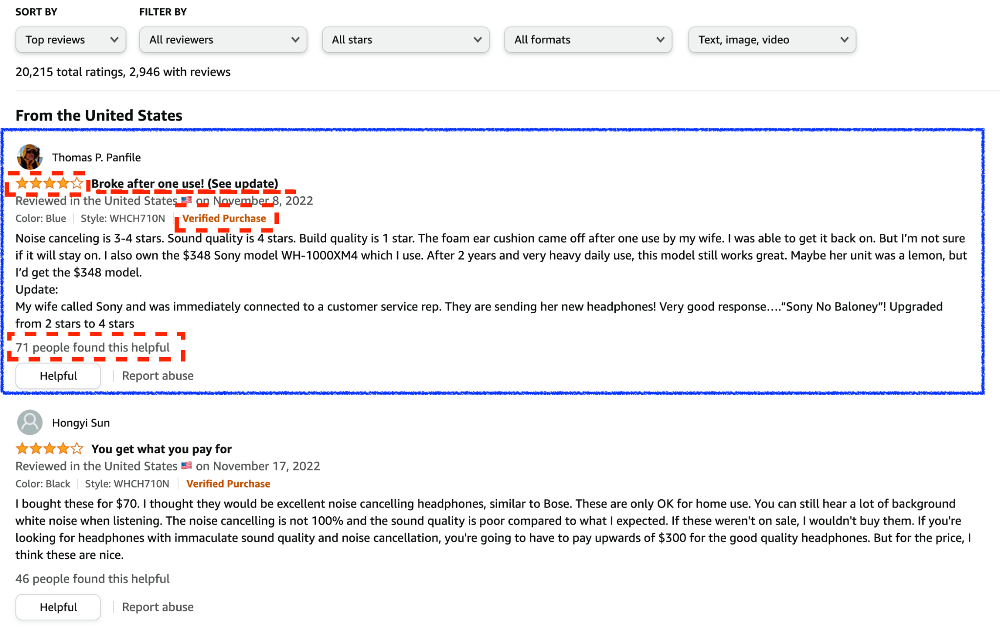 SORT BY FILTER BY
Top reviews All reviewers All stars All formats Text, image, video
20,215 total ratings, 2,946 with reviews
From the United States
Thomas P. Panfile
Broke after one use! (See update)
Reviewed in the United States 🇺🇸 on November 8, 2022
Color: Blue Style: WHCH710N Verified Purchase
Noise canceling is 3-4 stars. Sound quality is 4 stars. Build quality is 1 star. The foam ear cushion came off after one use by my wife. I was able to get it back on. But I’m not sure
if it will stay on. I also own the $348 Sony model WH-1000XM4 which I use. After 2 years and very heavy daily use, this model still works great. Maybe her unit was a lemon, but
I’d get the $348 model.
Update:
My wife called Sony and was immediately connected to a customer service rep. They are sending her new headphones! Very good response….”Sony No Baloney”! Upgraded
from 2 stars to 4 stars
71 people found this helpful
Helpful Report abuse
Hongyi Sun
You get what you pay for
Reviewed in the United States 🇺🇸 on November 17, 2022
Color: Black Style: WHCH710N Verified Purchase
I bought these for $70. I thought they would be excellent noise cancelling headphones, similar to Bose. These are only OK for home use. You can still hear a lot of background
white noise when listening. The noise cancelling is not 100% and the sound quality is poor compared to what I expected. If these weren't on sale, I wouldn't buy them. If you're
looking for headphones with immaculate sound quality and noise cancellation, you're going to have to pay upwards of $300 for the good quality headphones. But for the price, I
think these are nice.
46 people found this helpful
Helpful Report abuse